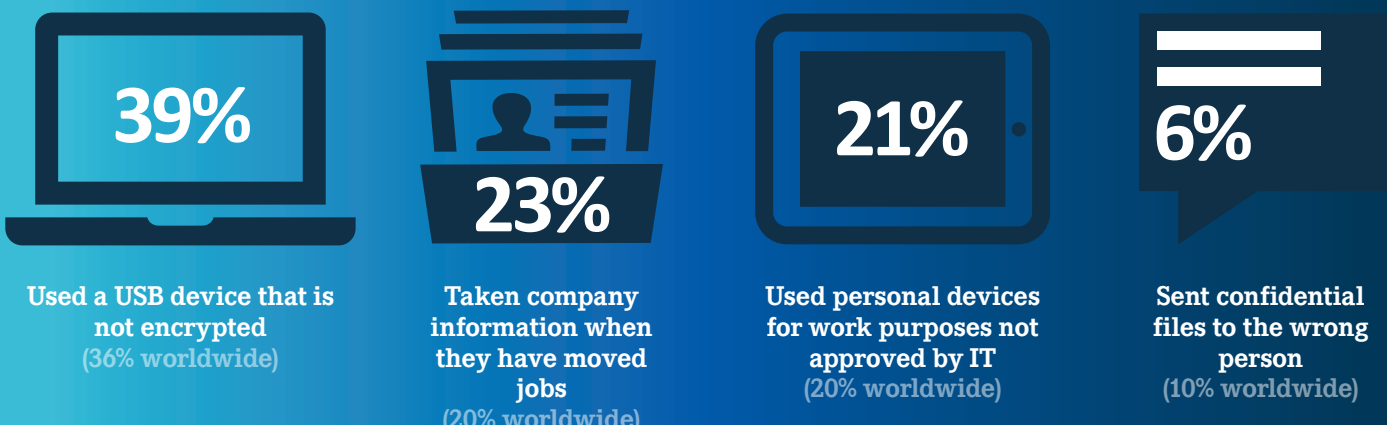 39%
Used a USB device that is
not encrypted
(36% worldwide)
23%
Taken company
information when
they have moved
jobs
(20% worldwide)
21%
Used personal devices
for work purposes not
approved by IT
(20% worldwide)
6%
Sent confidential
files to the wrong
person
(10% worldwide)